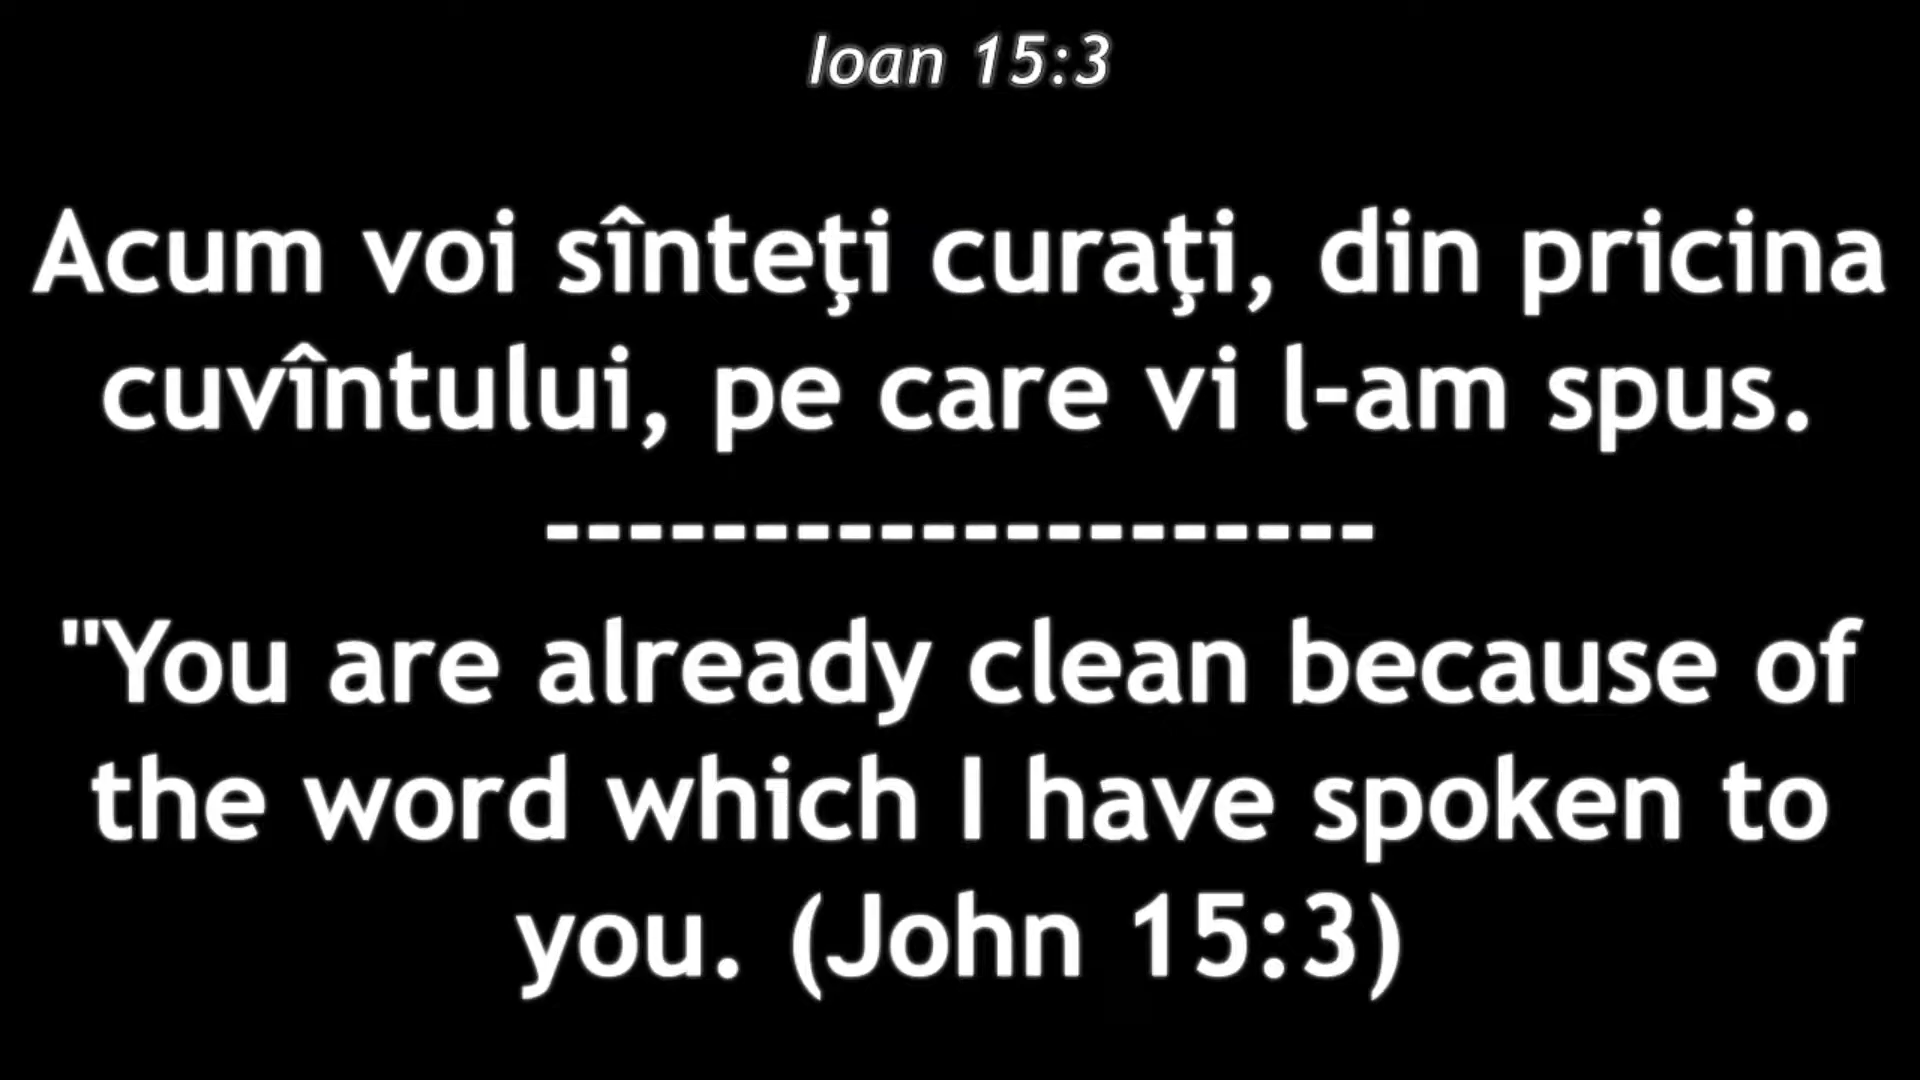 Ioan 15:3
Acum voi sînteţi curaţi, din pricina
cuvîntului, pe care vi l-am spus.
--------------------
"You are already clean because of
the word which I have spoken to
you. (John 15:3)